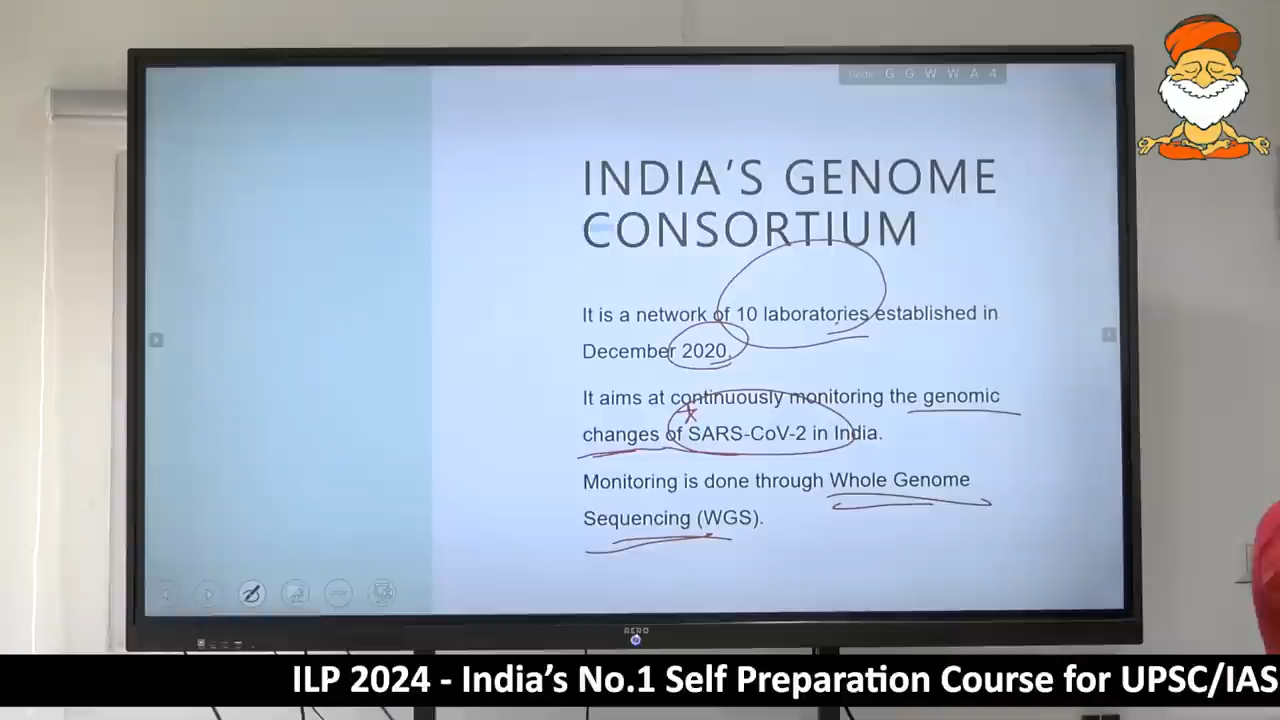 G G W W A 4
INDIA'S GENOME
CONSORTIUM
It is a network of 10 laboratories established in
December 2020.
It aims at continuously monitoring the genomic
changes of SARS-CoV-2 in India.
Monitoring is done through Whole Genome
Sequencing (WGS).
ILP 2024 - India's No.1 Self Preparation Course for UPSC/IAS